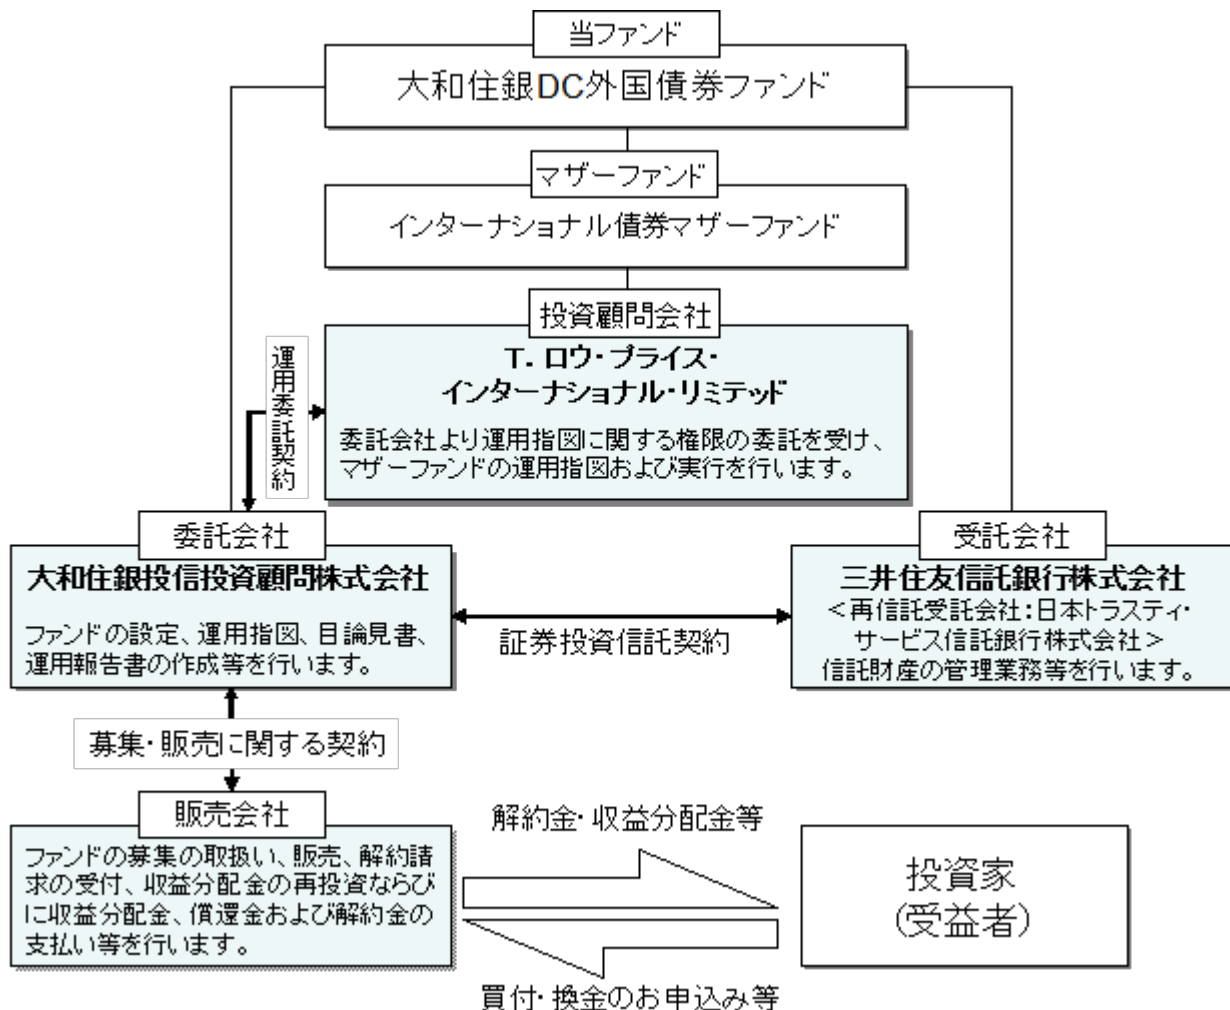 当ファンド
大和住銀DC外国債券ファンド
マザーファンド
インターナショナル債券マザーファンド
投資顧問会社
T. ロウ・プライス・
インターナショナル・リミテッド
委託会社より運用指図に関する権限の委託を受け、
マザーファンドの運用指図および実行を行います。
運用委託契約
委託会社
大和住銀投信投資顧問株式会社
ファンドの設定、運用指図、目論見書、
運用報告書の作成等を行います。
証券投資信託契約
受託会社
三井住友信託銀行株式会社
＜再信託受託会社：日本トラスティ・
サービス信託銀行株式会社＞
信託財産の管理業務等を行います。
募集・販売に関する契約
販売会社
ファンドの募集の取扱い、販売、解約請
求の受付、収益分配金の再投資ならび
に収益分配金、償還金および解約金の
支払い等を行います。
解約金・収益分配金等
買付・換金のお申込み等
投資家
(受益者)